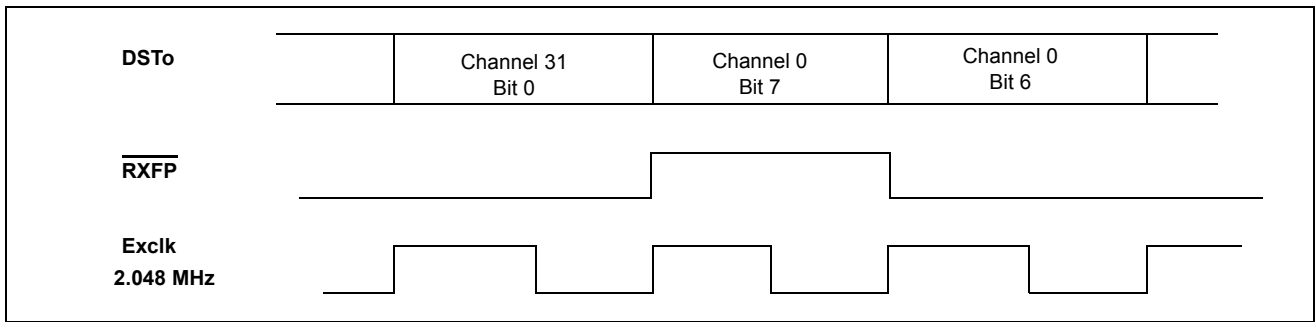 DSTo
Channel 31
Bit 0
Channel 0
Bit 7
Channel 0
Bit 6
RXFP
Exclk
2.048 MHz